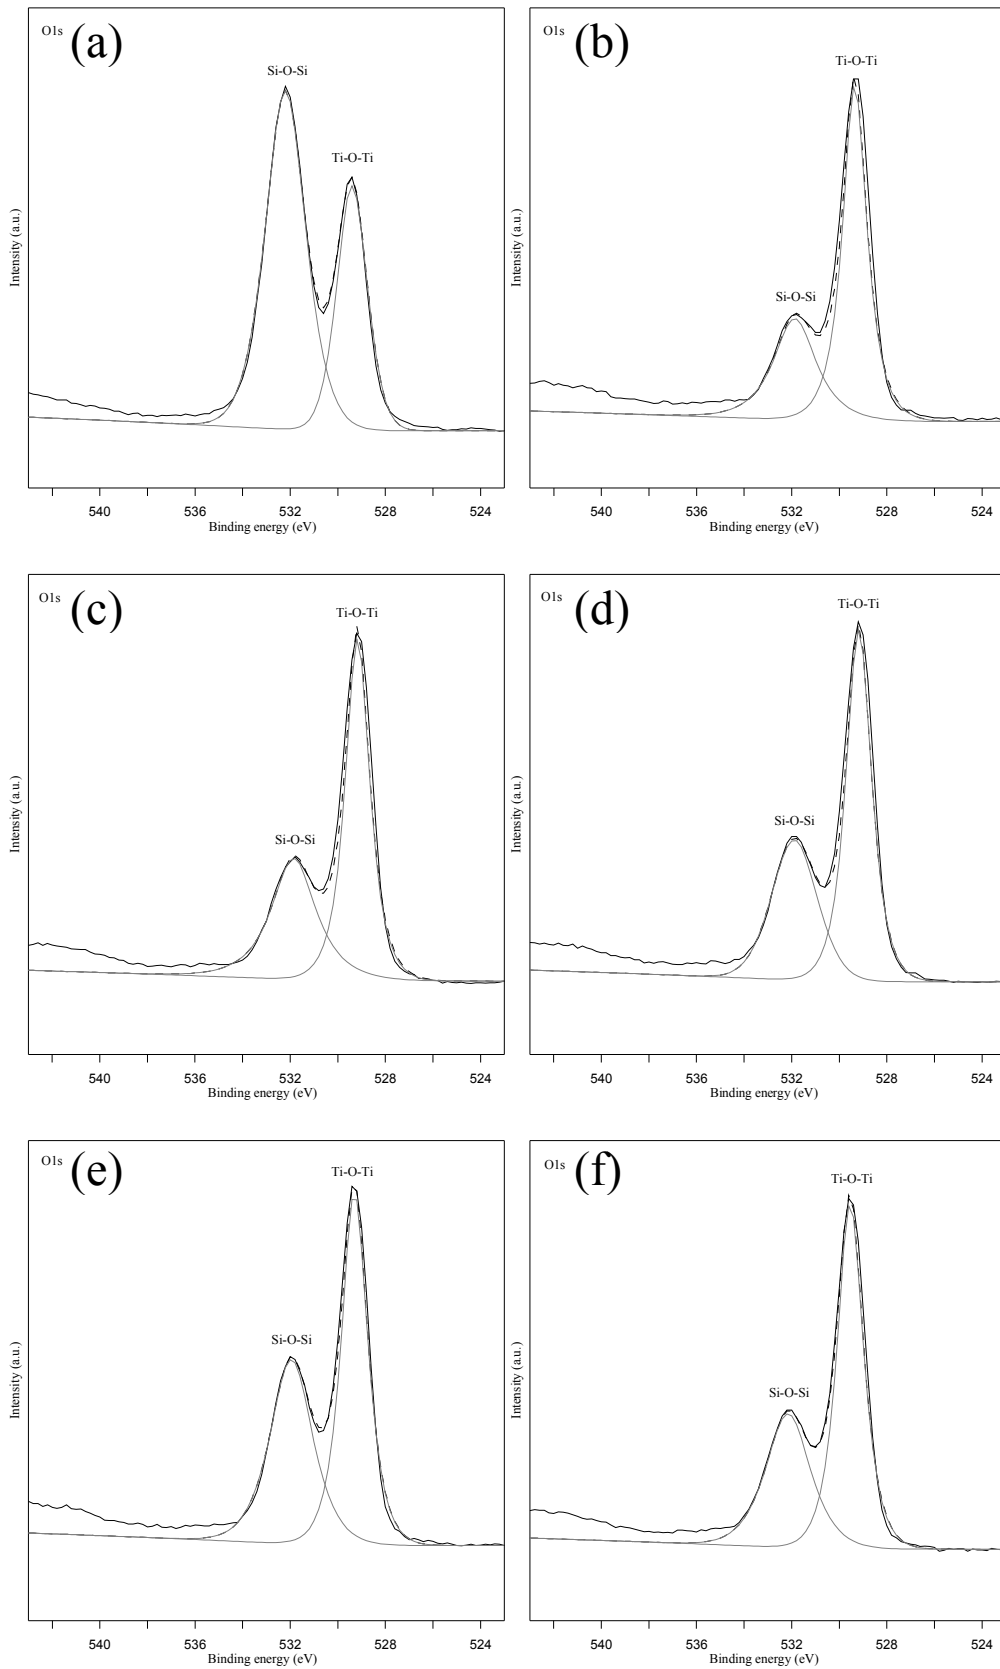 O1s (a)
Si-O-Si
Ti-O-Ti
Intensity (a.u.)
540 536 532 528 524
Binding energy (eV)
O1s (b)
Ti-O-Ti
Si-O-Si
Intensity (a.u.)
540 536 532 528 524
Binding energy (eV)
O1s (c)
Ti-O-Ti
Si-O-Si
Intensity (a.u.)
540 536 532 528 524
Binding energy (eV)
O1s (d)
Ti-O-Ti
Si-O-Si
Intensity (a.u.)
540 536 532 528 524
Binding energy (eV)
O1s (e)
Ti-O-Ti
Si-O-Si
Intensity (a.u.)
540 536 532 528 524
Binding energy (eV)
O1s (f)
Ti-O-Ti
Si-O-Si
Intensity (a.u.)
540 536 532 528 524
Binding energy (eV)